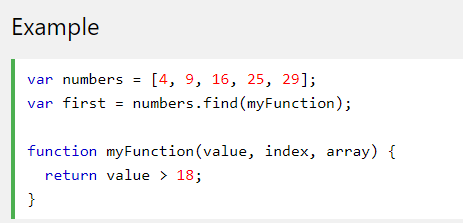 Example
var numbers = [4, 9, 16, 25, 29];
var first = numbers.find(myFunction);

function myFunction(value, index, array) {
  return value > 18;
}